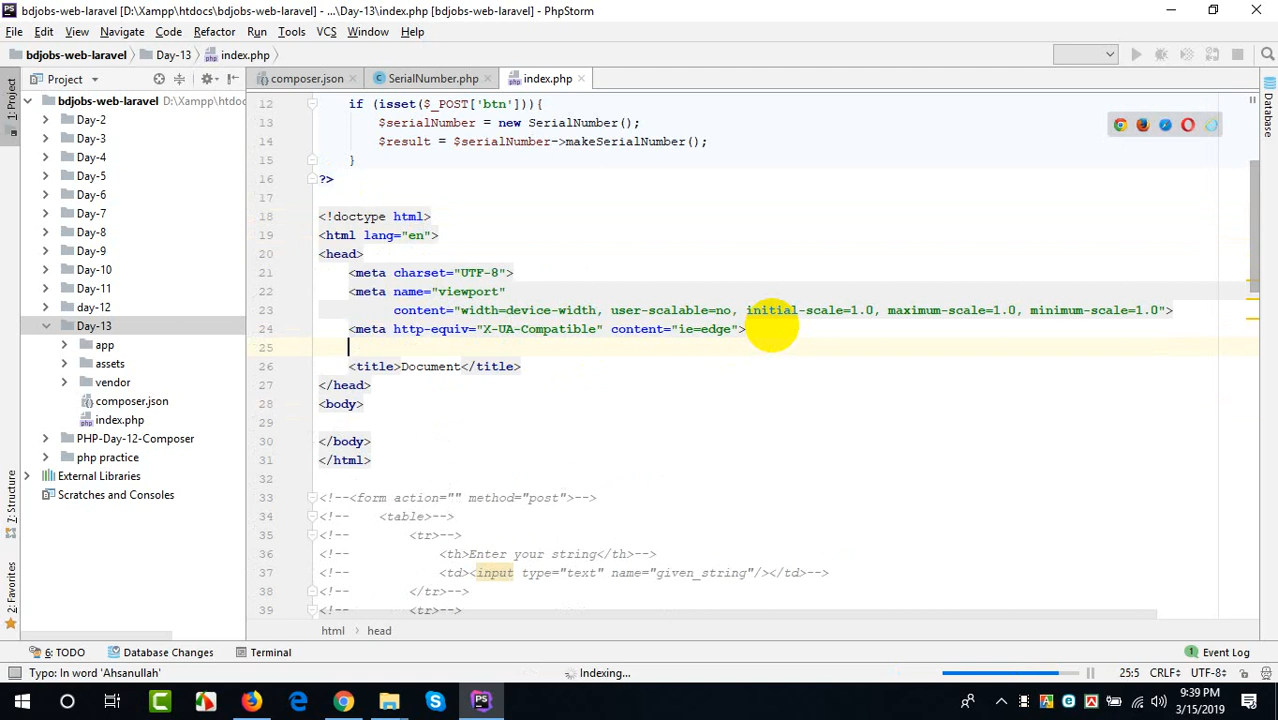 bdjobs-web-laravel [D:\Xampp\htdocs\bdjobs-web-laravel] - ...\Day-13\index.php [bdjobs-web-laravel] - PhpStorm
File Edit View Navigate Code Refactor Run Tools VCS Window Help
bdjobs-web-laravel Day-13 index.php
Project composer.json SerialNumber.php index.php
1: Project
Database
7: Structure
2: Favorites
bdjobs-web-laravel D:\Xampp\htdoc
Day-2
Day-3
Day-4
Day-5
Day-6
Day-7
Day-8
Day-9
Day-10
Day-11
day-12
Day-13
app
assets
vendor
composer.json
index.php
PHP-Day-12-Composer
php practice
External Libraries
Scratches and Consoles
12 if (isset($_POST['btn'])){
13 $serialNumber = new SerialNumber();
14 $result = $serialNumber->makeSerialNumber();
15 }
16 ?>
17
18 <!doctype html>
19 <html lang="en">
20 <head>
21 <meta charset="UTF-8">
22 <meta name="viewport"
23 content="width=device-width, user-scalable=no, initial-scale=1.0, maximum-scale=1.0, minimum-scale=1.0">
24 <meta http-equiv="X-UA-Compatible" content="ie=edge">
25
26 <title>Document</title>
27 </head>
28 <body>
29
30 </body>
31 </html>
32
33 <!--<form action="" method="post">-->
34 <!-- <table>-->
35 <!-- <tr>-->
36 <!-- <th>Enter your string</th>-->
37 <!-- <td><input type="text" name="given_string"/></td>-->
38 <!-- </tr>-->
39 <!-- <tr>-->
html head
6: TODO Database Changes Terminal Event Log
Typo: In word 'Ahsanullah' Indexing... 25:5 CRLF UTF-8
9:39 PM
3/15/2019